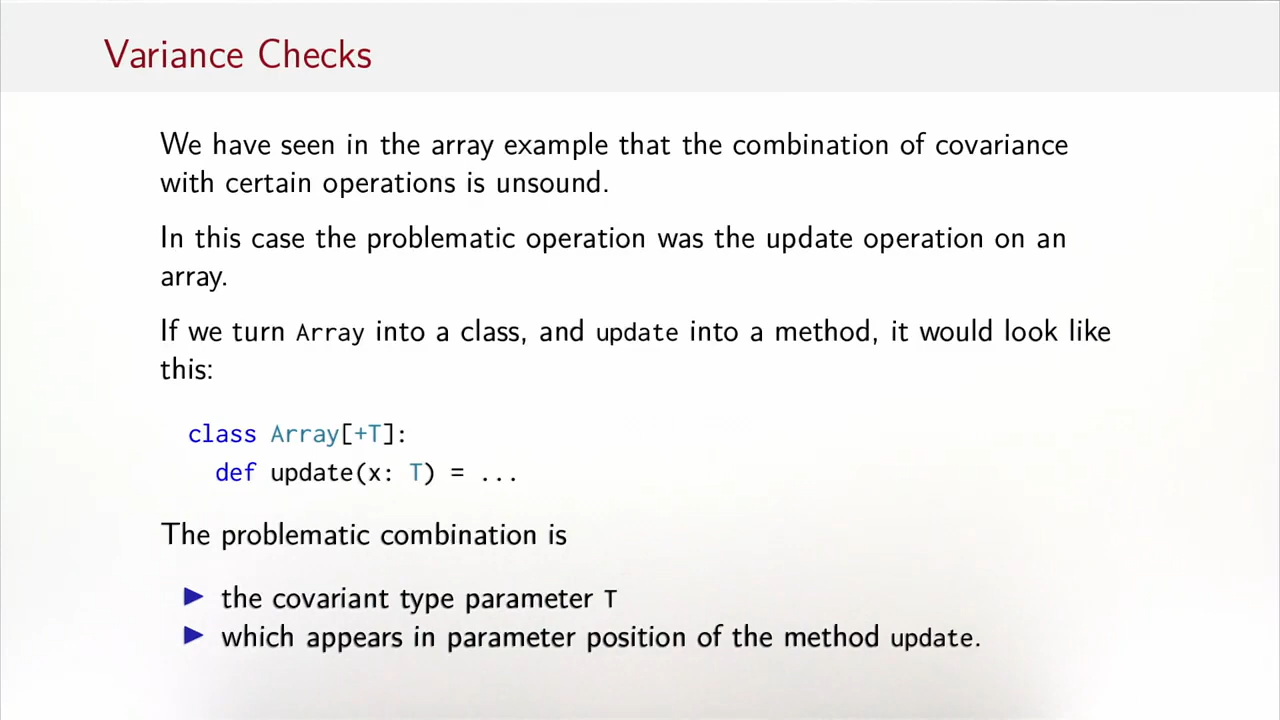 Variance Checks
We have seen in the array example that the combination of covariance
with certain operations is unsound.
In this case the problematic operation was the update operation on an
array.
If we turn Array into a class, and update into a method, it would look like
this:
class Array[+T]:
  def update(x: T) = ...
The problematic combination is
▶ the covariant type parameter T
▶ which appears in parameter position of the method update.